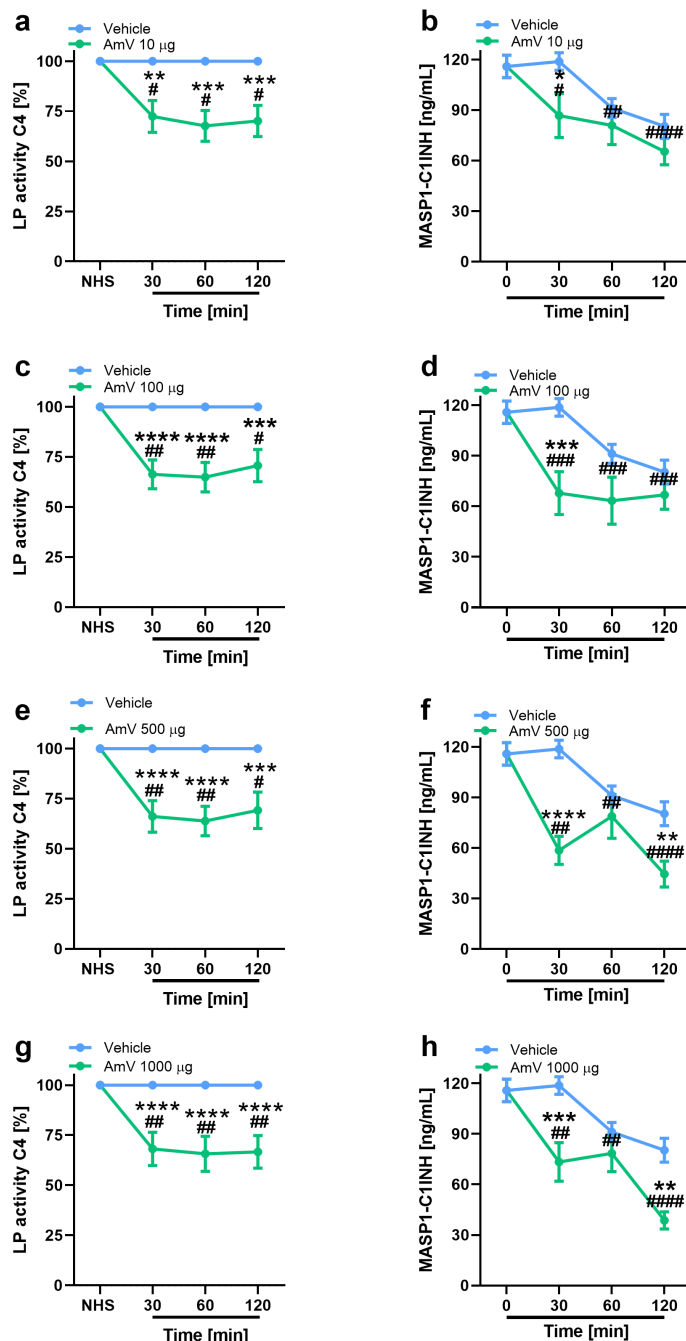 a
Vehicle
AmV 10 µg
LP activity C4 [%]
100
75
50
25
0
** *** ***
# # #
NHS 30 60 120
Time [min]
b
Vehicle
AmV 10 µg
MASP1-C1INH [ng/mL]
120
90
60
30
0
*
# ## ####
0 30 60 120
Time [min]
c
Vehicle
AmV 100 µg
LP activity C4 [%]
100
75
50
25
0
**** **** ***
## ## #
NHS 30 60 120
Time [min]
d
Vehicle
AmV 100 µg
MASP1-C1INH [ng/mL]
120
90
60
30
0
***
### ### ###
0 30 60 120
Time [min]
e
Vehicle
AmV 500 µg
LP activity C4 [%]
100
75
50
25
0
**** **** ***
## ## #
NHS 30 60 120
Time [min]
f
Vehicle
AmV 500 µg
MASP1-C1INH [ng/mL]
120
90
60
30
0
**** **
## ## ####
0 30 60 120
Time [min]
g
Vehicle
AmV 1000 µg
LP activity C4 [%]
100
75
50
25
0
**** **** ****
## ## ##
NHS 30 60 120
Time [min]
h
Vehicle
AmV 1000 µg
MASP1-C1INH [ng/mL]
120
90
60
30
0
*** **
## ## ####
0 30 60 120
Time [min]